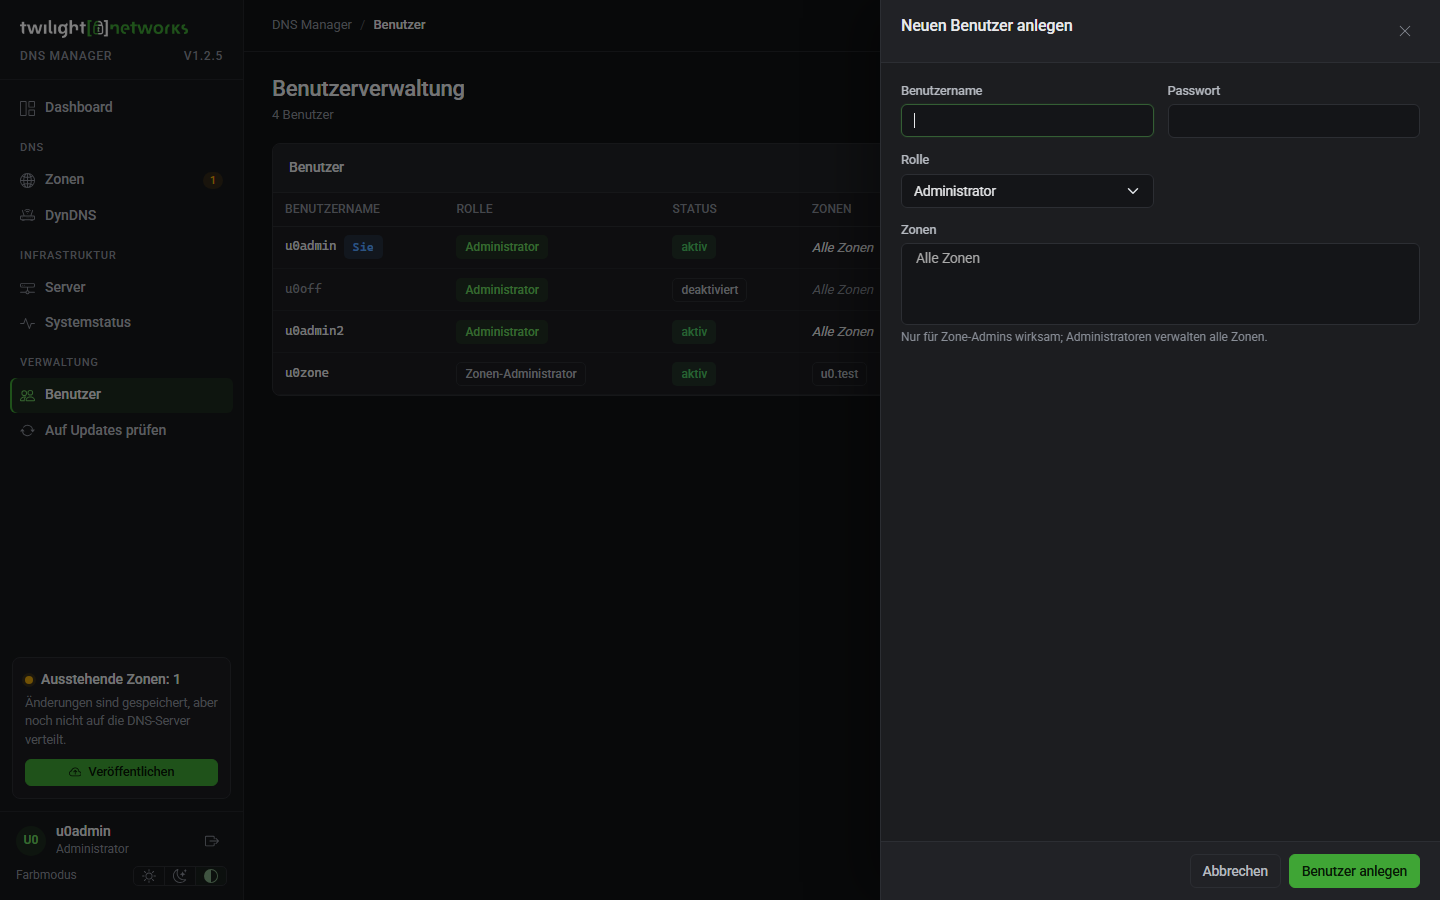 twilight[]networks
DNS MANAGER V1.2.5
Dashboard
DNS
Zonen 1
DynDNS
INFRASTRUKTUR
Server
Systemstatus
VERWALTUNG
Benutzer
Auf Updates prüfen
Ausstehende Zonen: 1
Änderungen sind gespeichert, aber
noch nicht auf die DNS-Server
verteilt.
Veröffentlichen
U0
u0admin
Administrator
Farbmodus
DNS Manager / Benutzer
Benutzerverwaltung
4 Benutzer
Benutzer
BENUTZERNAME ROLLE STATUS ZONEN
u0admin Sie Administrator aktiv Alle Zonen
u0off Administrator deaktiviert Alle Zonen
u0admin2 Administrator aktiv Alle Zonen
u0zone Zonen-Administrator aktiv u0.test
Neuen Benutzer anlegen
Benutzername Passwort
Rolle
Administrator
Zonen
Alle Zonen
Nur für Zone-Admins wirksam; Administratoren verwalten alle Zonen.
Abbrechen Benutzer anlegen